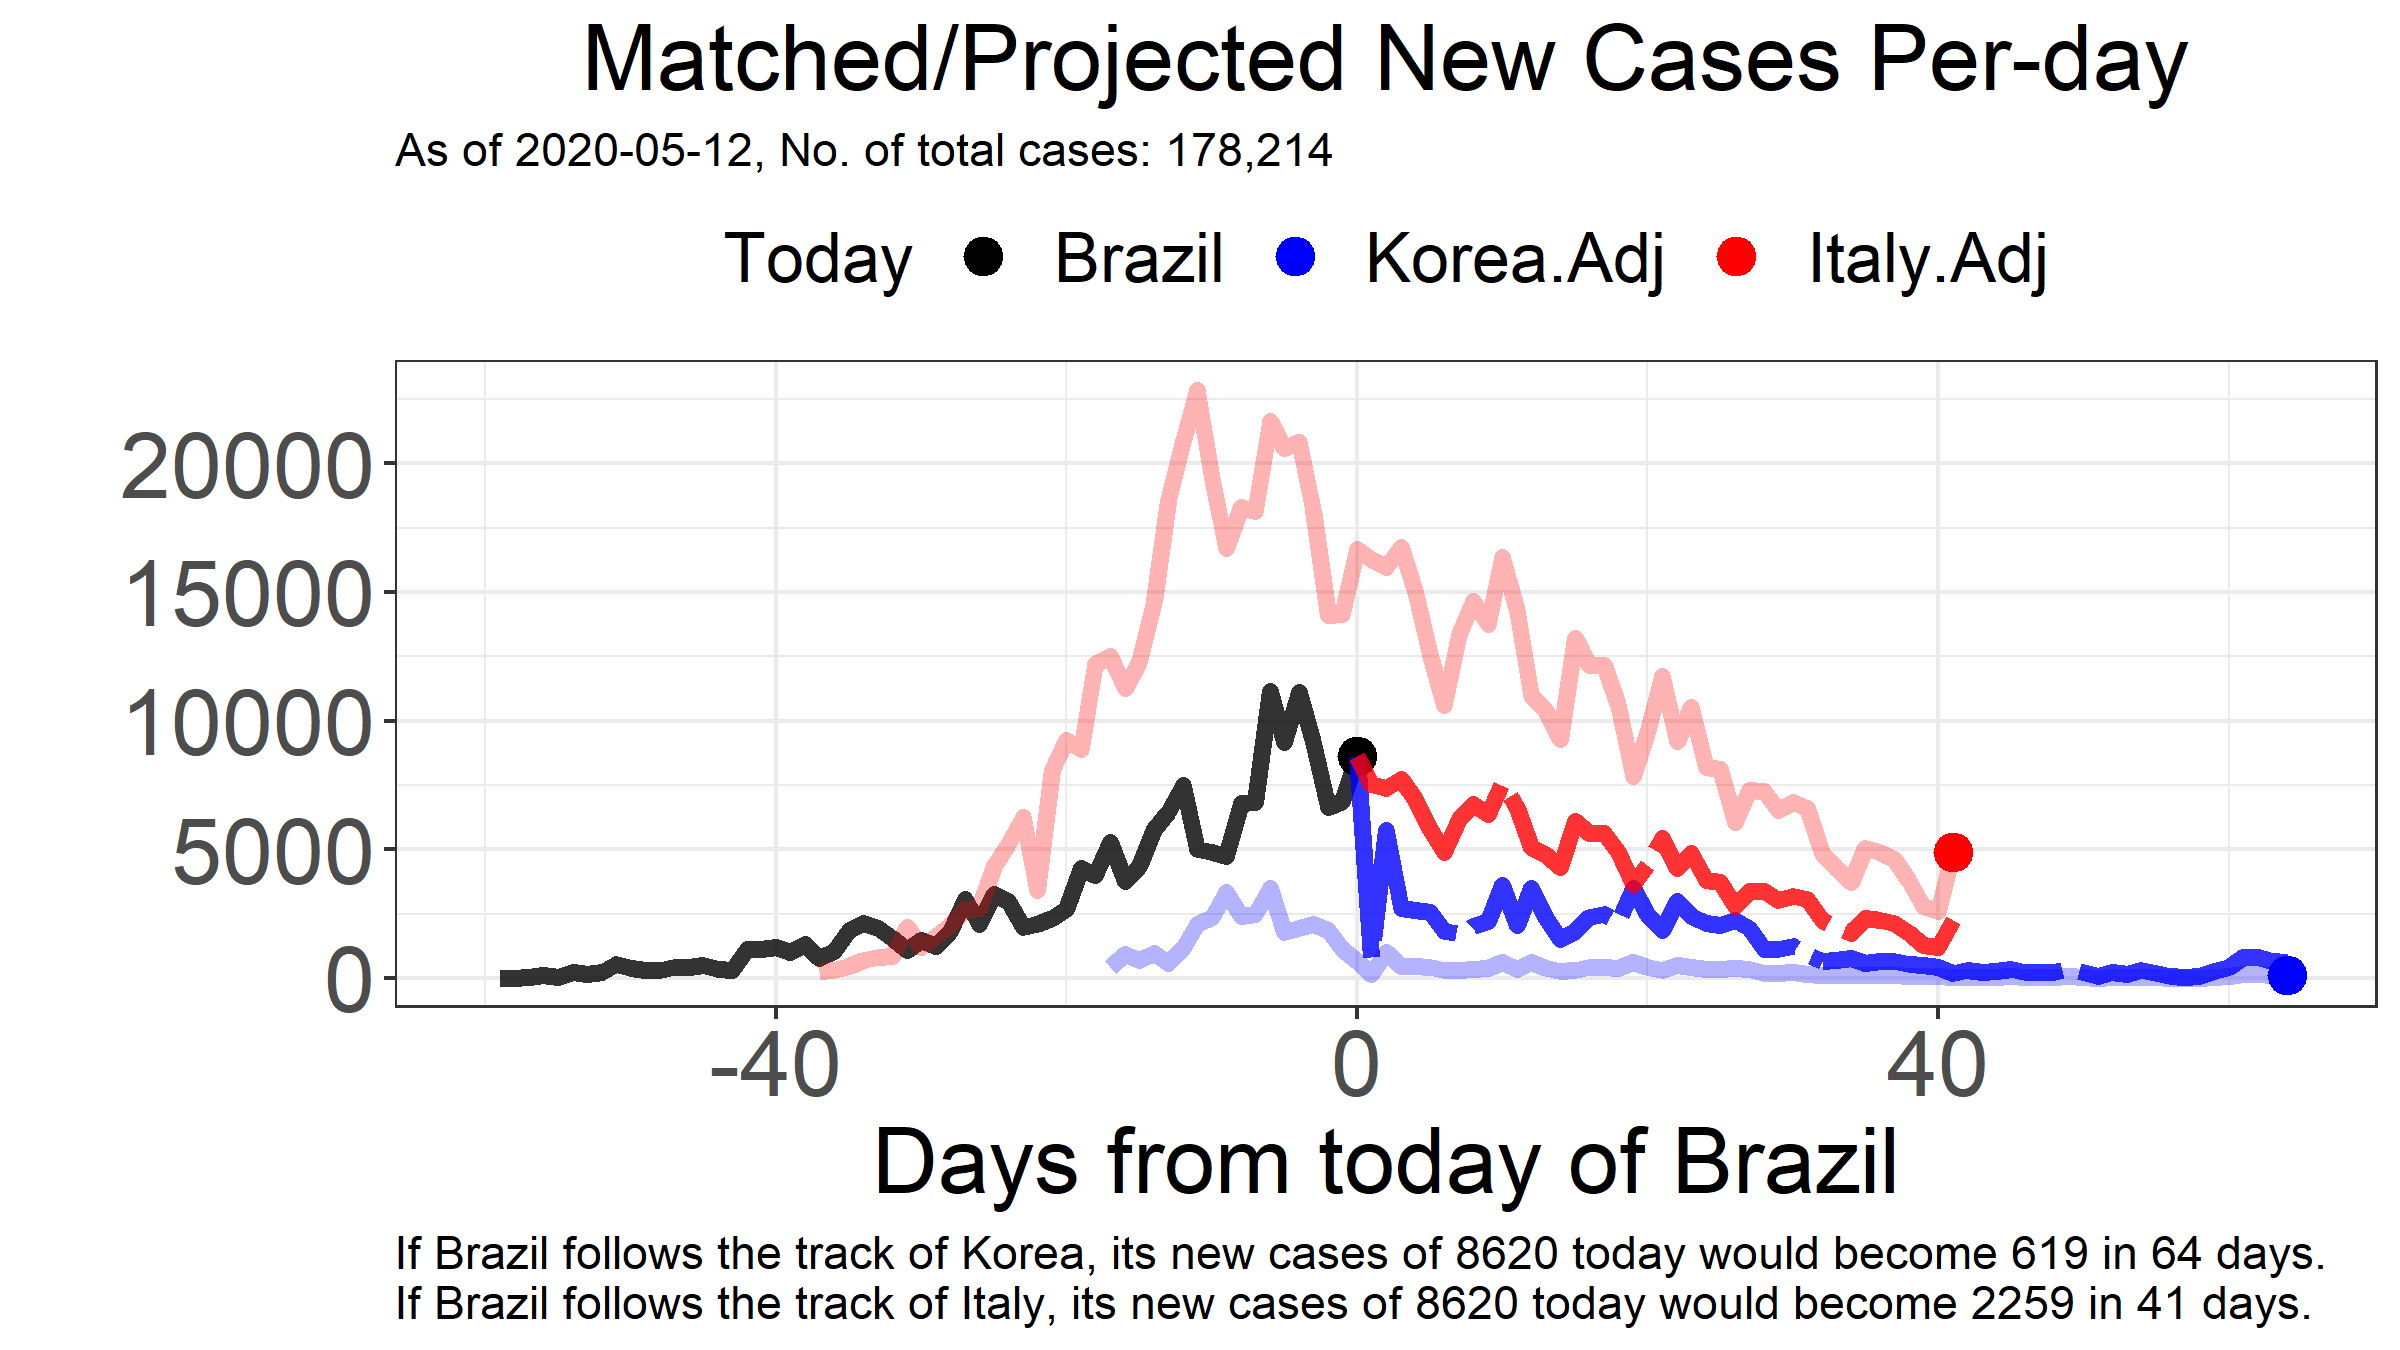 Matched/Projected New Cases Per-day
As of 2020-05-12, No. of total cases: 178,214
Today Brazil Korea.Adj Italy.Adj
20000
15000
10000
5000
0
-40 0 40
Days from today of Brazil
If Brazil follows the track of Korea, its new cases of 8620 today would become 619 in 64 days.
If Brazil follows the track of Italy, its new cases of 8620 today would become 2259 in 41 days.